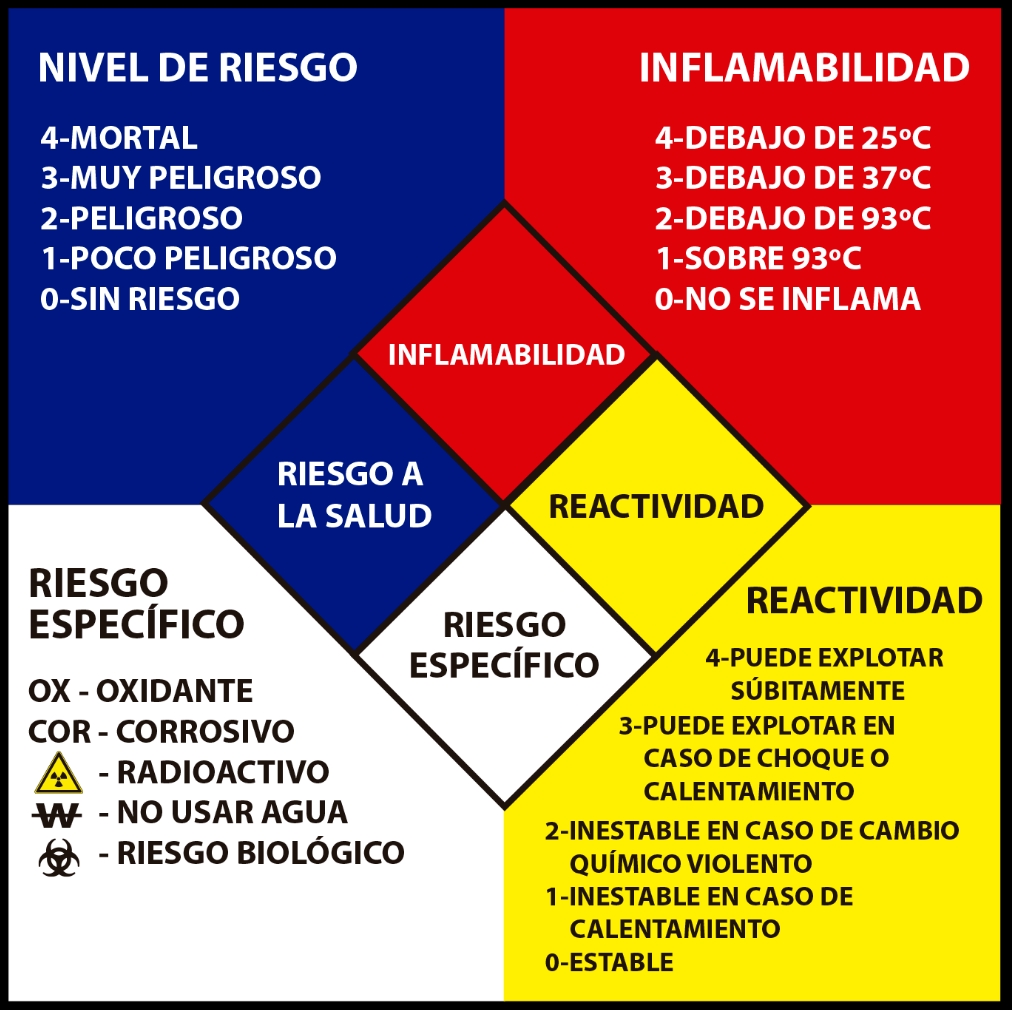 NIVEL DE RIESGO
4-MORTAL
3-MUY PELIGROSO
2-PELIGROSO
1-POCO PELIGROSO
0-SIN RIESGO
INFLAMABILIDAD
4-DEBAJO DE 25ºC
3-DEBAJO DE 37ºC
2-DEBAJO DE 93ºC
1-SOBRE 93ºC
0-NO SE INFLAMA
INFLAMABILIDAD
RIESGO A
LA SALUD
REACTIVIDAD
RIESGO
ESPECÍFICO
RIESGO
ESPECÍFICO
OX - OXIDANTE
COR - CORROSIVO
- RADIOACTIVO
W - NO USAR AGUA
- RIESGO BIOLÓGICO
REACTIVIDAD
4-PUEDE EXPLOTAR
SÚBITAMENTE
3-PUEDE EXPLOTAR EN
CASO DE CHOQUE O
CALENTAMIENTO
2-INESTABLE EN CASO DE CAMBIO
QUÍMICO VIOLENTO
1-INESTABLE EN CASO DE
CALENTAMIENTO
0-ESTABLE